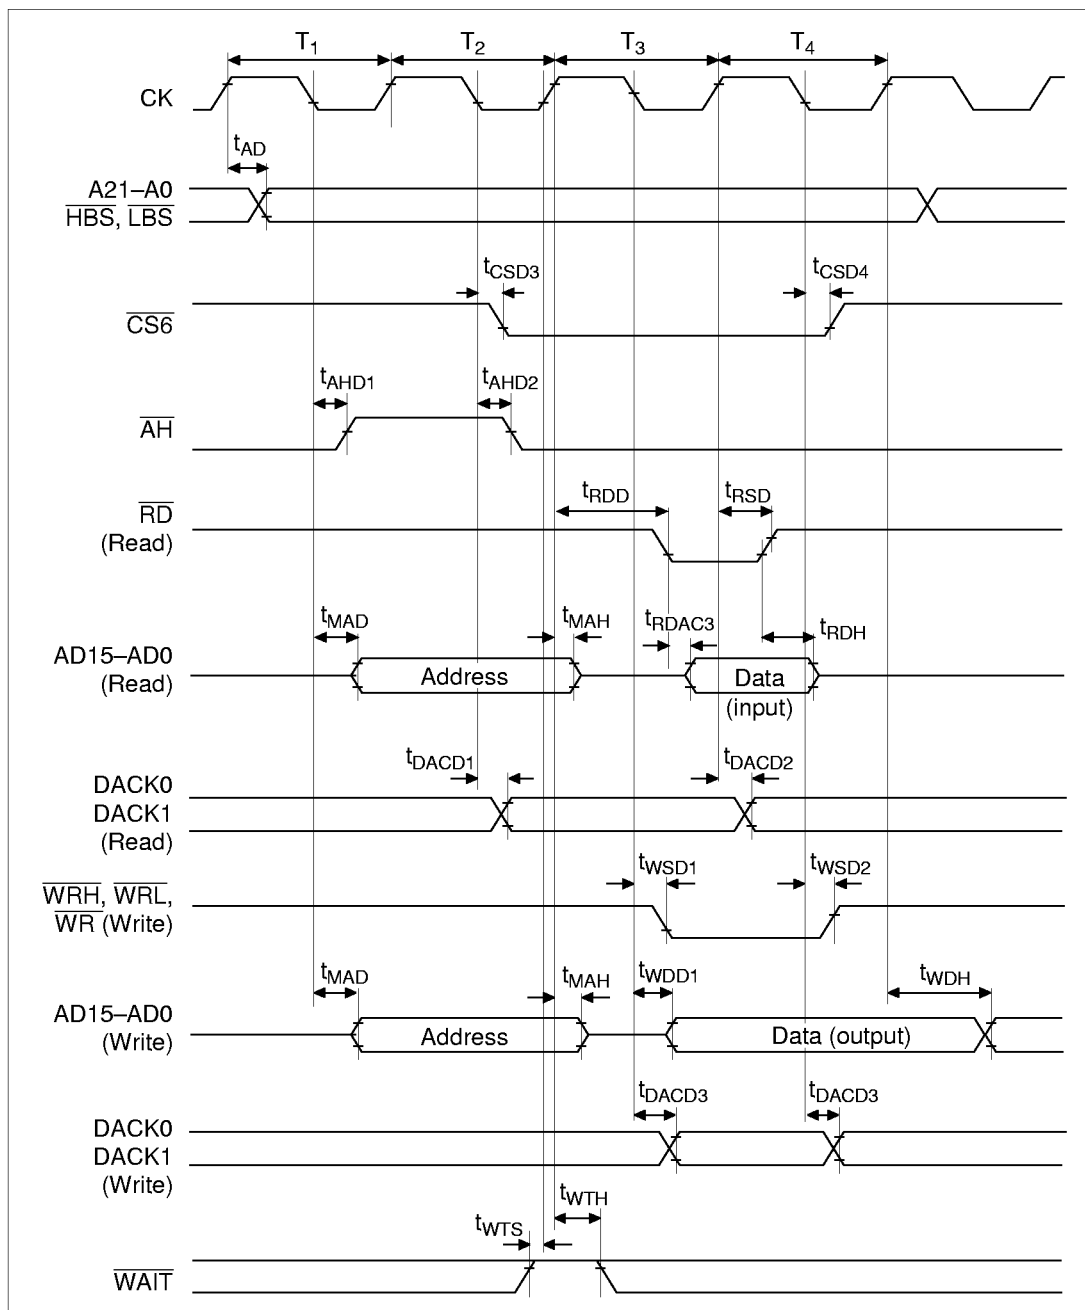 T1 T2 T3 T4
CK
tAD
A21–A0
HBS, LBS
tCSD3 tCSD4
CS6
tAHD1 tAHD2
AH
tRDD tRSD
RD
(Read)
tMAD tMAH tRDAC3 tRDH
AD15–AD0
(Read)
Address
Data
(input)
tDACD1 tDACD2
DACK0
DACK1
(Read)
tWSD1 tWSD2
WRH, WRL,
WR (Write)
tMAD tMAH tWDD1 tWDH
AD15–AD0
(Write)
Address
Data (output)
tDACD3 tDACD3
DACK0
DACK1
(Write)
tWTH
tWTS
WAIT